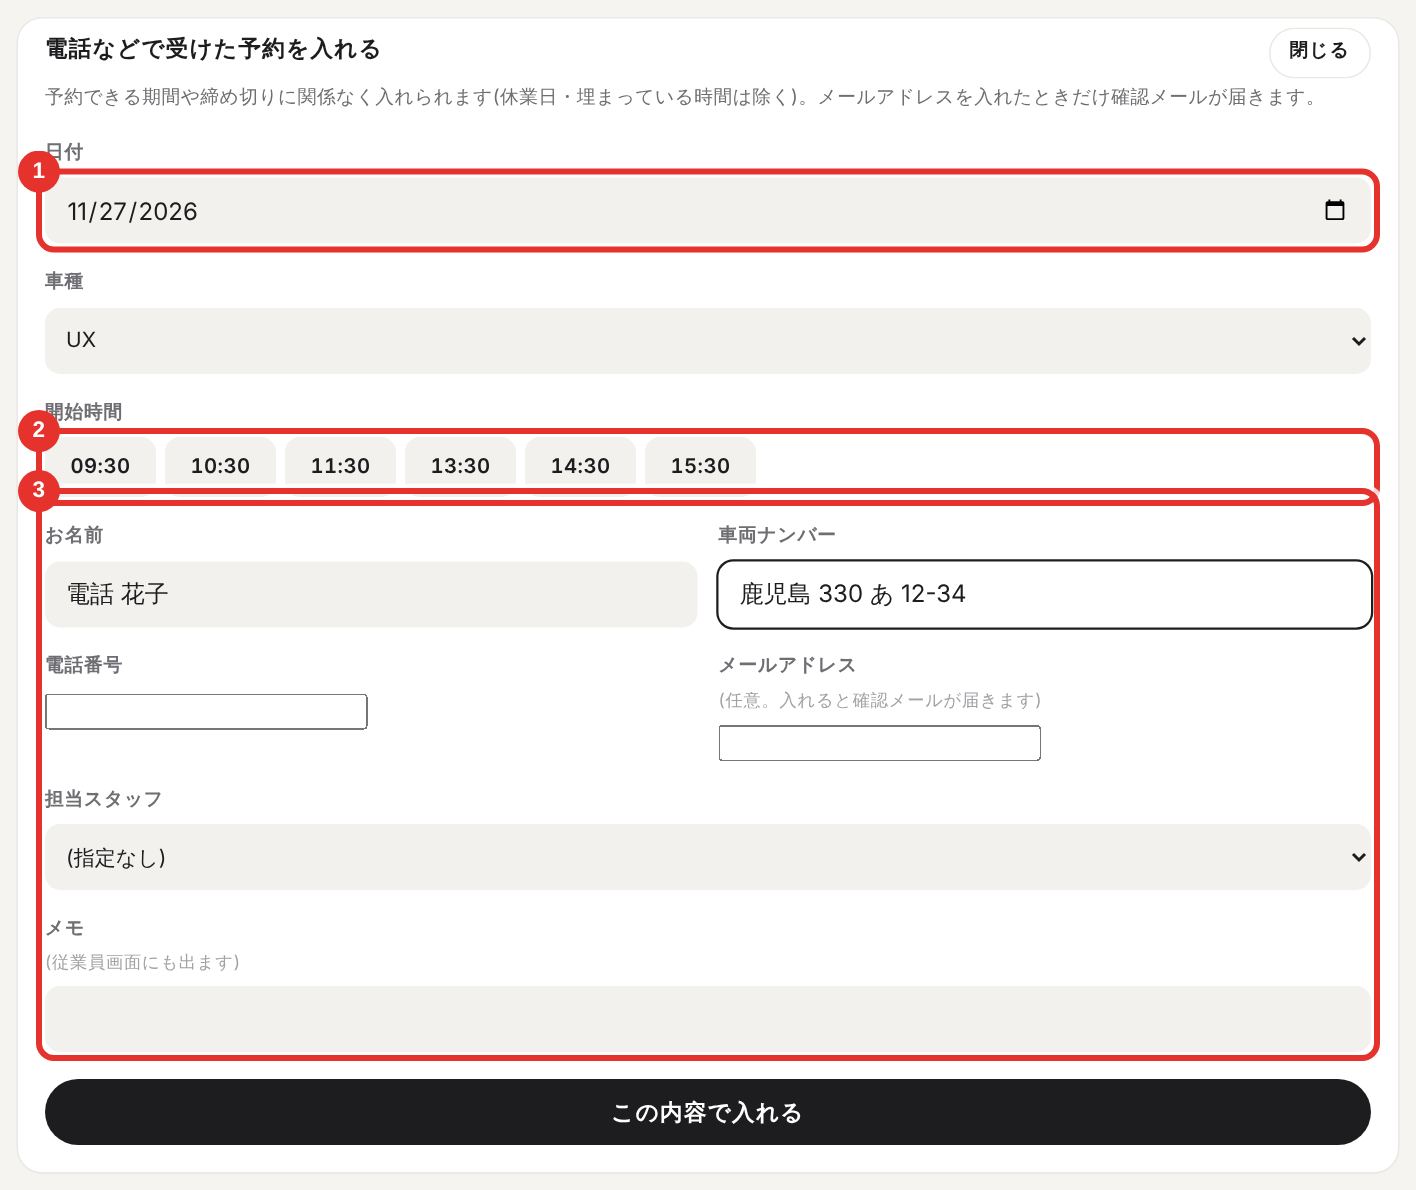 電話などで受けた予約を入れる
閉じる
予約できる期間や締め切りに関係なく入れられます(休業日・埋まっている時間は除く)。メールアドレスを入れたときだけ確認メールが届きます。
日付
1
11/27/2026
車種
UX
開始時間
2
09:30 10:30 11:30 13:30 14:30 15:30
3
お名前 車両ナンバー
電話 花子 鹿児島 330 あ 12-34
電話番号 メールアドレス
(任意。入れると確認メールが届きます)
担当スタッフ
(指定なし)
メモ
(従業員画面にも出ます)
この内容で入れる